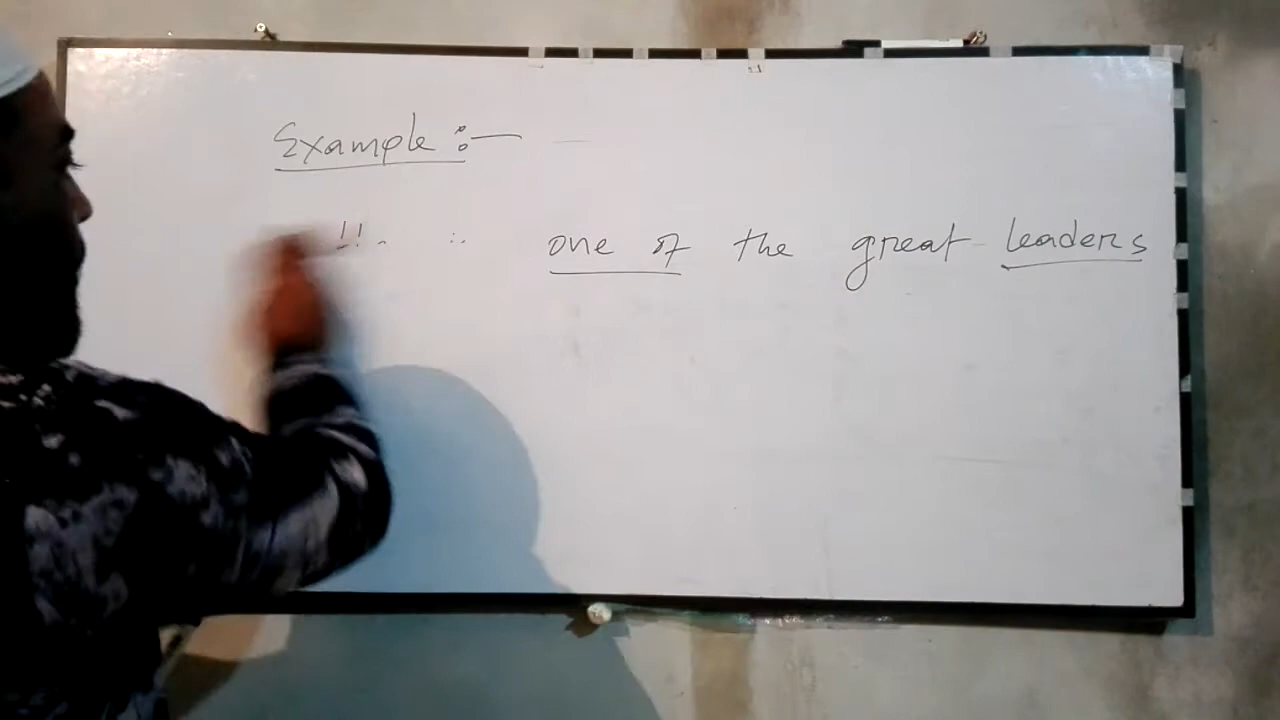 Example :—
one of the great leaders